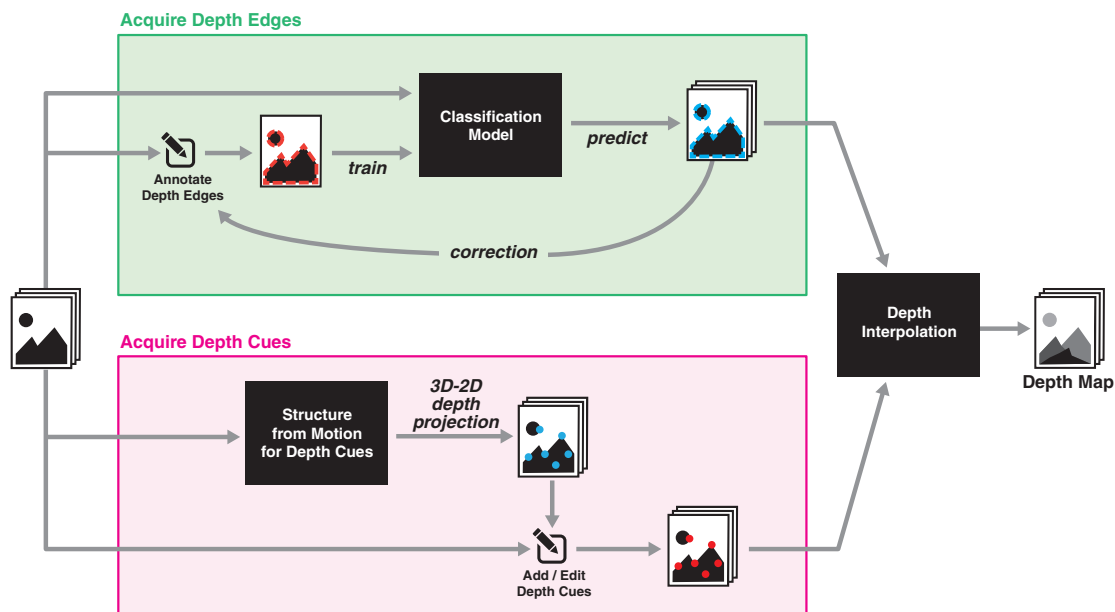 Acquire Depth Edges
Classification
Model
predict
train
Annotate
Depth Edges
correction
Depth
Interpolation
Depth Map
Acquire Depth Cues
Structure
from Motion
for Depth Cues
3D-2D
depth
projection
Add / Edit
Depth Cues